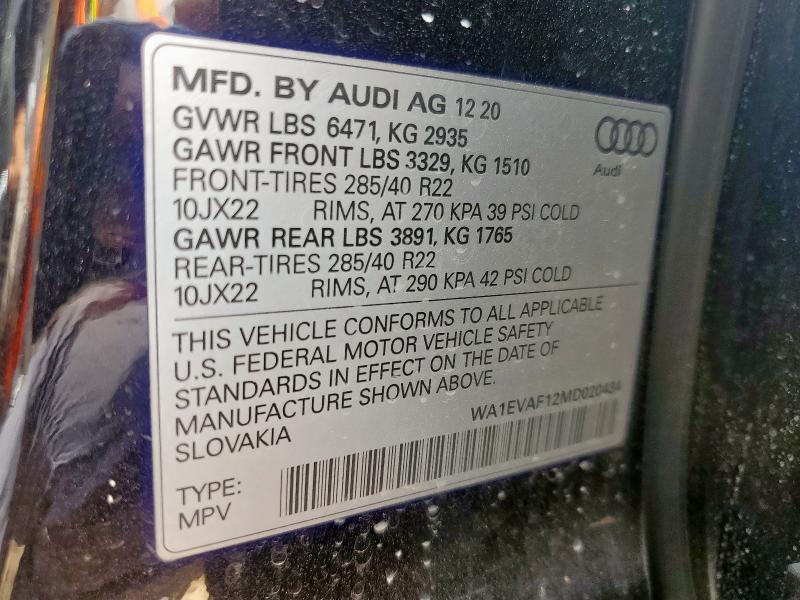 MFD. BY AUDI AG 12 20
GVWR LBS 6471, KG 2935
GAWR FRONT LBS 3329, KG 1510
FRONT-TIRES 285/40 R22
10JX22 RIMS, AT 270 KPA 39 PSI COLD
GAWR REAR LBS 3891, KG 1765
REAR-TIRES 285/40 R22
10JX22 RIMS, AT 290 KPA 42 PSI COLD
Audi
THIS VEHICLE CONFORMS TO ALL APPLICABLE
U.S. FEDERAL MOTOR VEHICLE SAFETY
STANDARDS IN EFFECT ON THE DATE OF
MANUFACTURE SHOWN ABOVE.
SLOVAKIA
WA1EVAF12MD020434
TYPE:
MPV